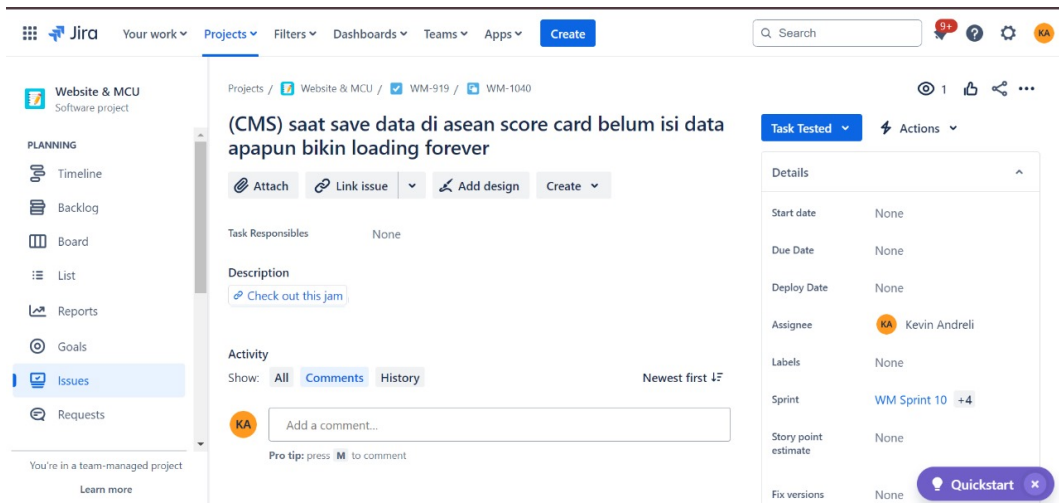 Jira Your work Projects Filters Dashboards Teams Apps Create Search 9+ KA
Website & MCU
Software project
PLANNING
Timeline
Backlog
Board
List
Reports
Goals
Issues
Requests
You're in a team-managed project
Learn more
Projects / Website & MCU / WM-919 / WM-1040
1
(CMS) saat save data di asean score card belum isi data
apapun bikin loading forever
Attach Link issue Add design Create
Task Responsibles None
Description
Check out this jam
Activity
Show: All Comments History Newest first
KA Add a comment...
Pro tip: press M to comment
Task Tested Actions
Details
Start date None
Due Date None
Deploy Date None
Assignee KA Kevin Andreli
Labels None
Sprint WM Sprint 10 +4
Story point
estimate None
Fix versions None
Quickstart